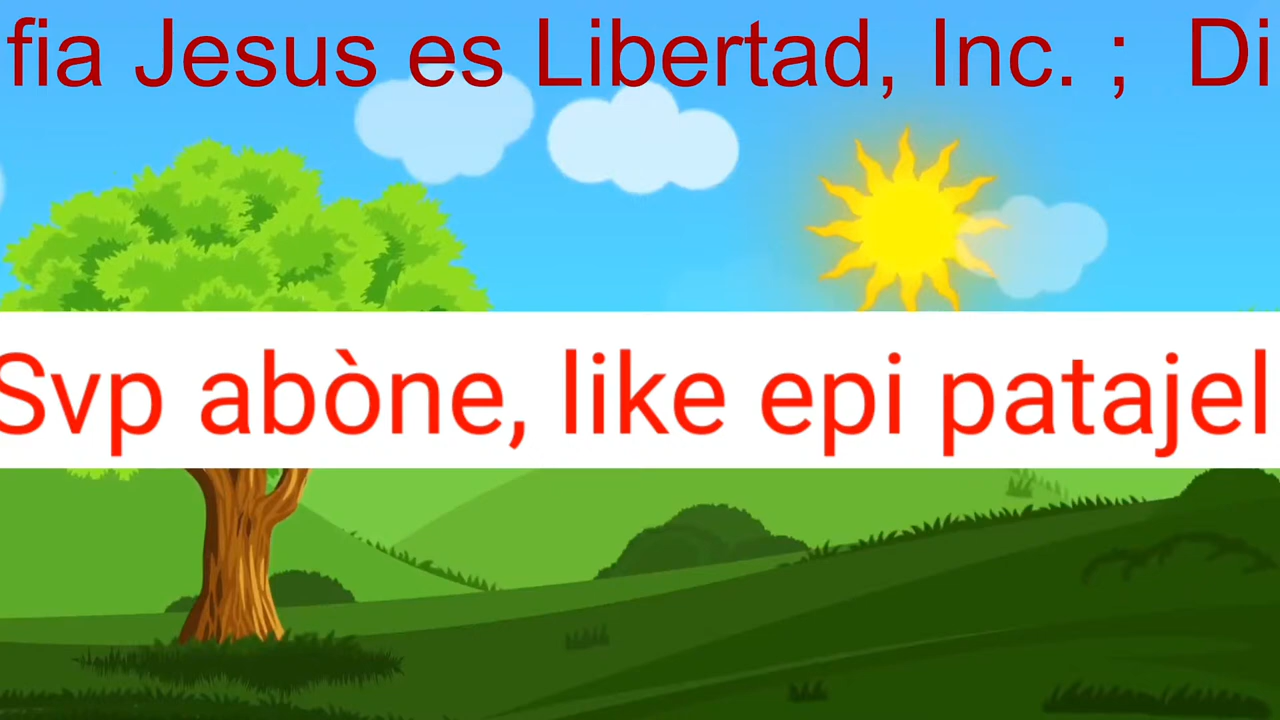 fia Jesus es Libertad, Inc. ; Di
Svp abòne, like epi patajel